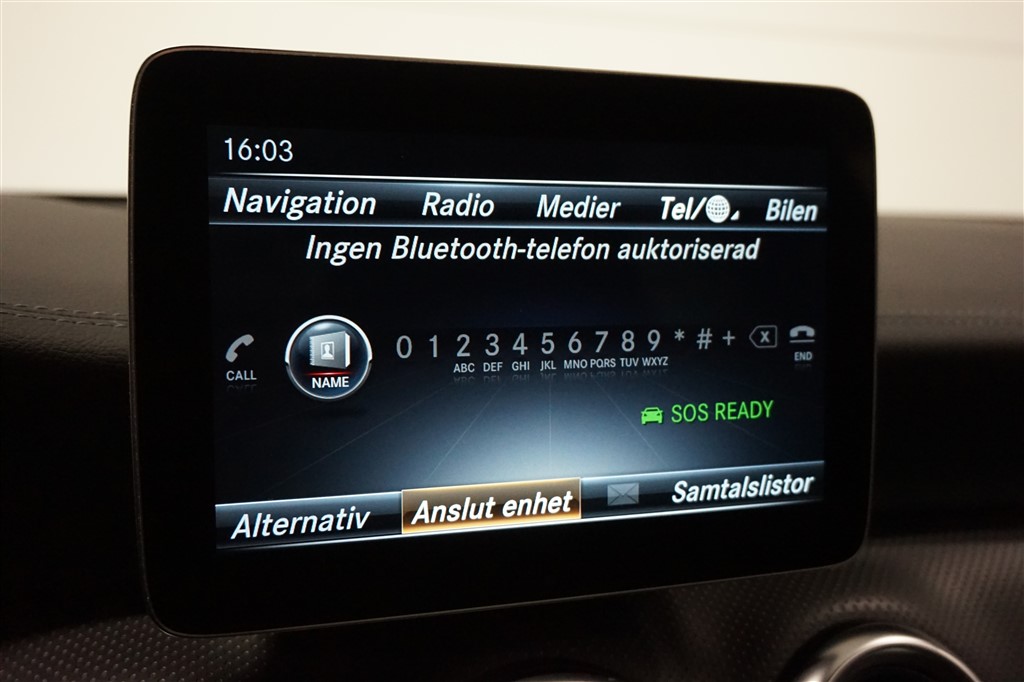 16:03
Navigation Radio Medier Tel/ Bilen
Ingen Bluetooth-telefon auktoriserad
CALL NAME 0 1 2 3 4 5 6 7 8 9 * # + X END
ABC DEF GHI JKL MNO PQRS TUV WXYZ
SOS READY
Alternativ Anslut enhet Samtalslistor